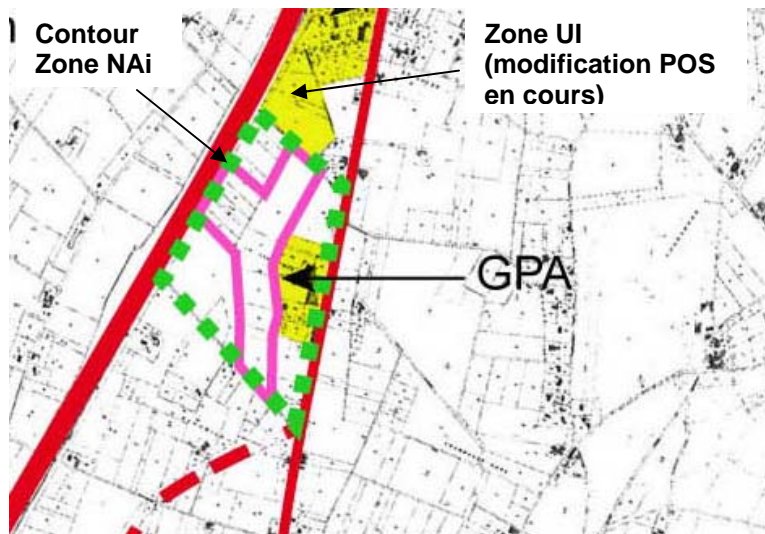 Contour
Zone NAi
Zone UI
(modification POS
en cours)
GPA